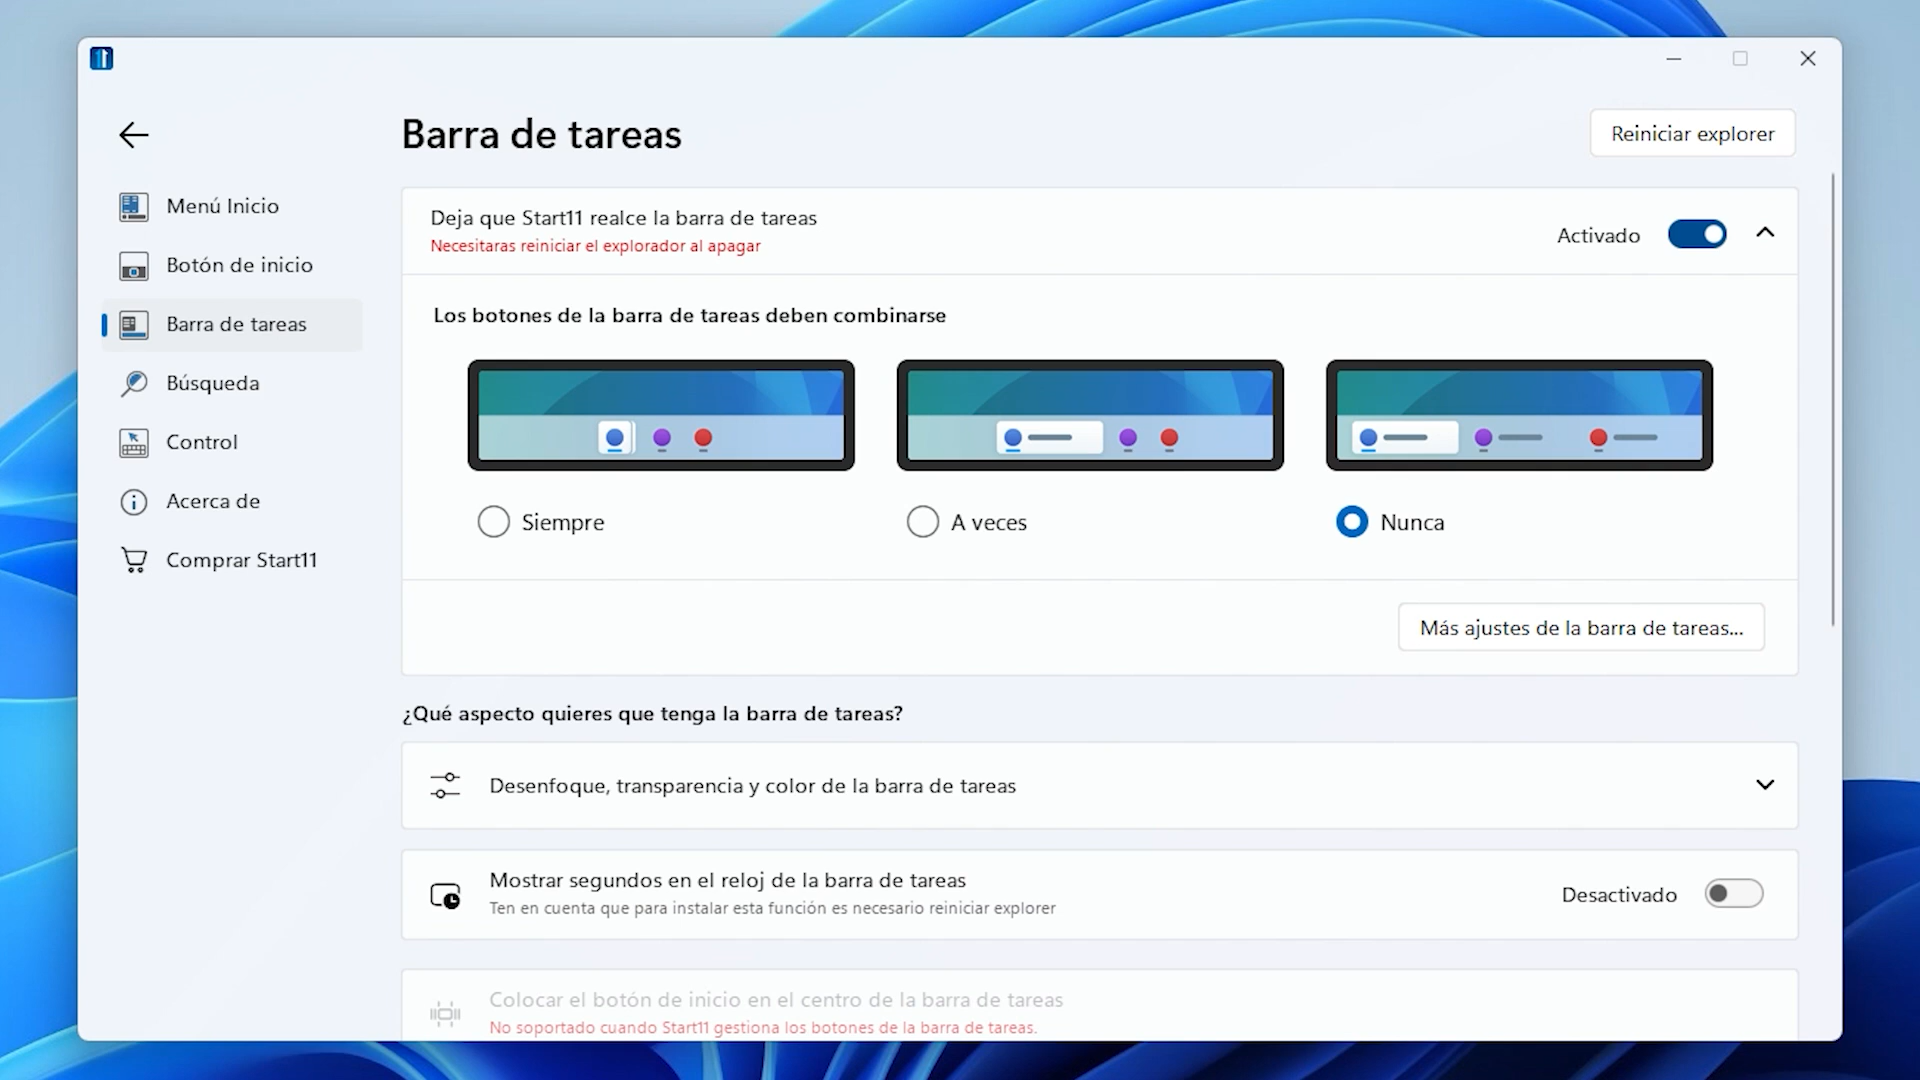 Barra de tareas
Reiniciar explorer
Menú Inicio
Botón de inicio
Barra de tareas
Búsqueda
Control
Acerca de
Comprar Start11
Deja que Start11 realce la barra de tareas
Necesitaras reiniciar el explorador al apagar
Activado
Los botones de la barra de tareas deben combinarse
Siempre
A veces
Nunca
Más ajustes de la barra de tareas...
¿Qué aspecto quieres que tenga la barra de tareas?
Desenfoque, transparencia y color de la barra de tareas
Mostrar segundos en el reloj de la barra de tareas
Ten en cuenta que para instalar esta función es necesario reiniciar explorer
Desactivado
Colocar el botón de inicio en el centro de la barra de tareas
No soportado cuando Start11 gestiona los botones de la barra de tareas.